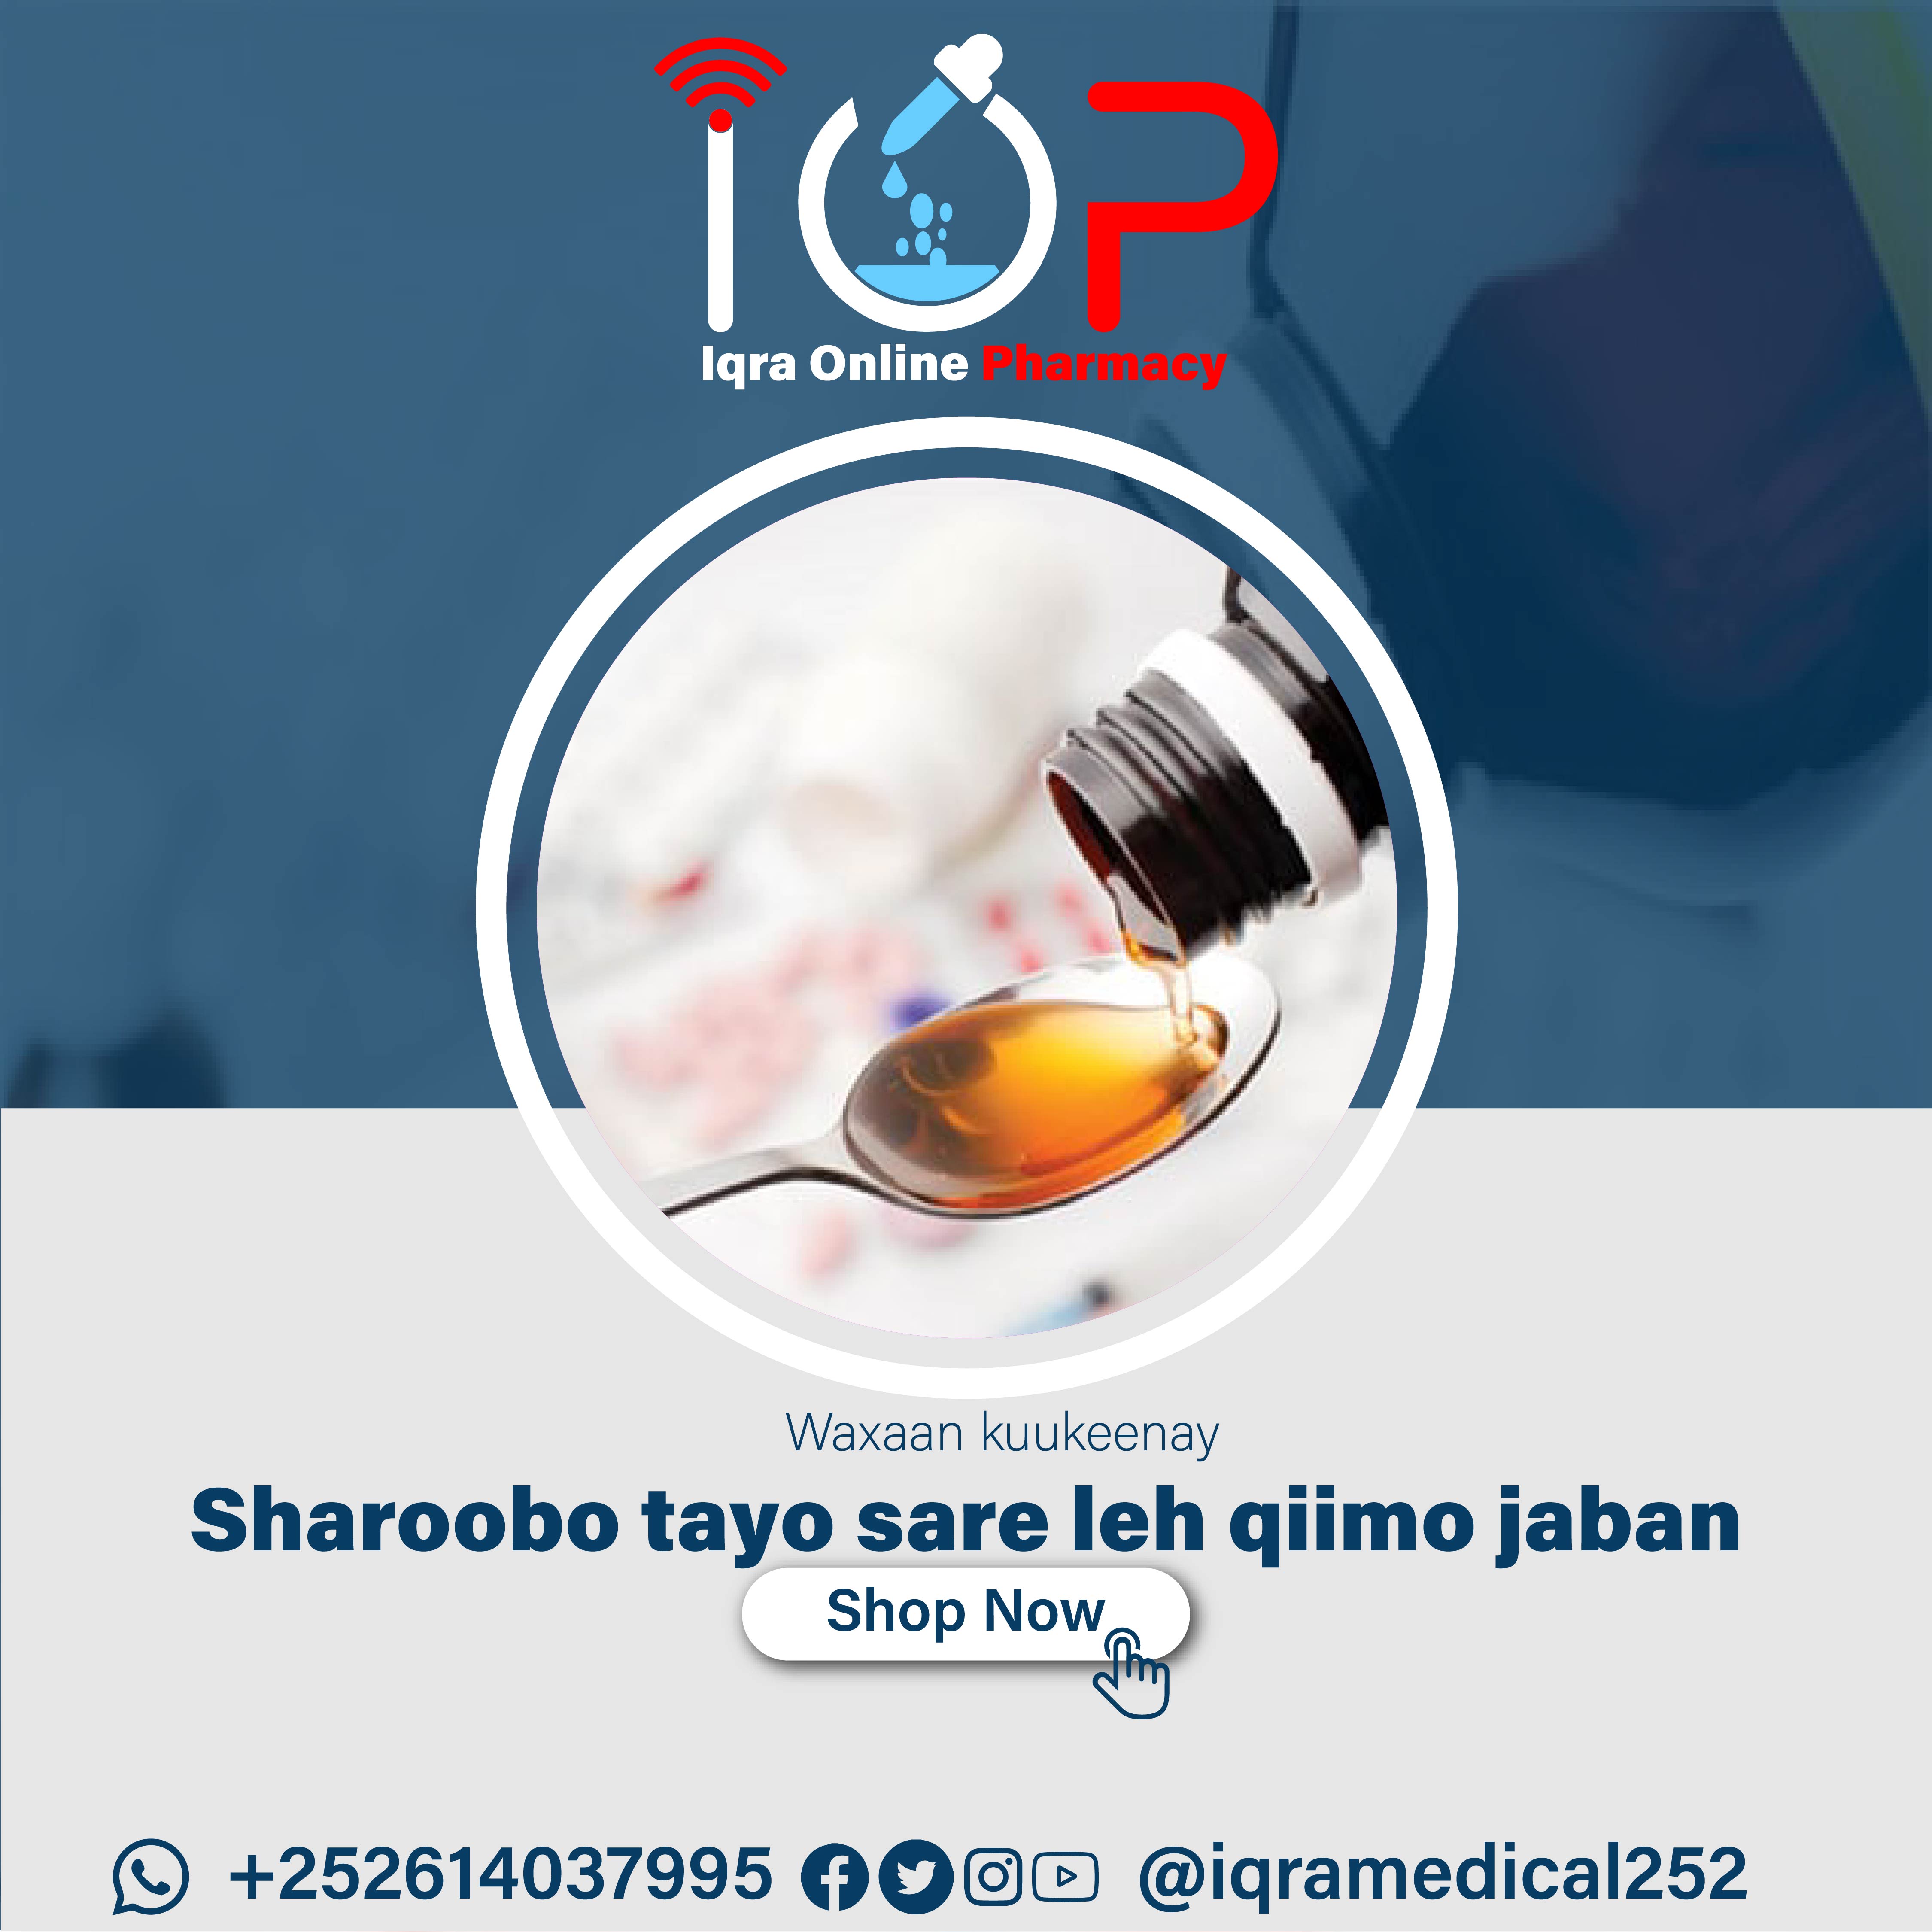 IOP
Iqra Online Pharmacy
Waxaan kuukeenay
Sharoobo tayo sare leh qiimo jaban
Shop Now
+252614037995 @iqramedical252